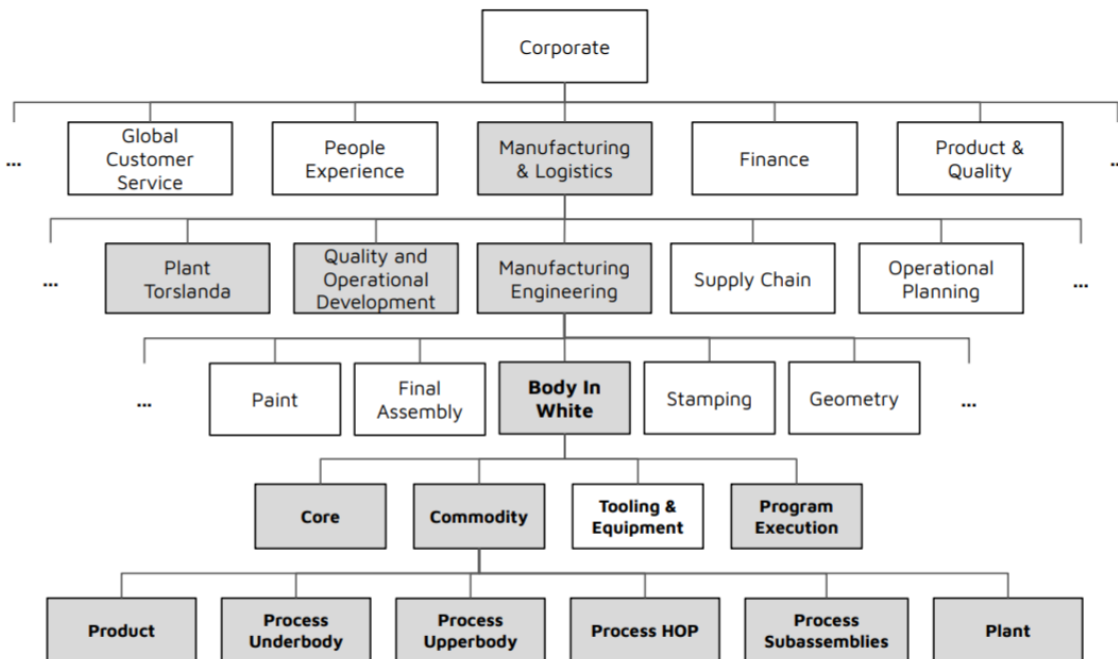 Corporate
Global
Customer
Service
People
Experience
Manufacturing
& Logistics
Finance
Product &
Quality
...
...
Plant
Torslanda
Quality and
Operational
Development
Manufacturing
Engineering
Supply Chain
Operational
Planning
...
...
Paint
Final
Assembly
Body In
White
Stamping
Geometry
...
...
Core
Commodity
Tooling &
Equipment
Program
Execution
Product
Process
Underbody
Process
Upperbody
Process HOP
Process
Subassemblies
Plant